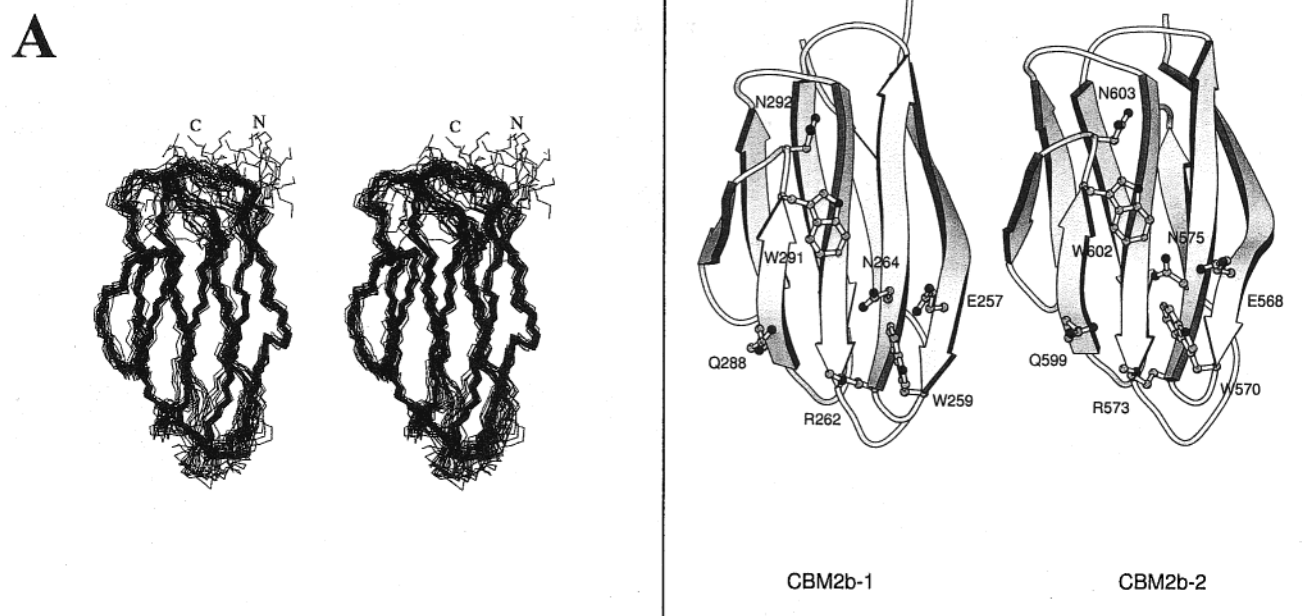 A
C N
C N
N292
W291
N264
E257
Q288
W259
R262
CBM2b-1
N603
W602
N575
E568
Q599
W570
R573
CBM2b-2